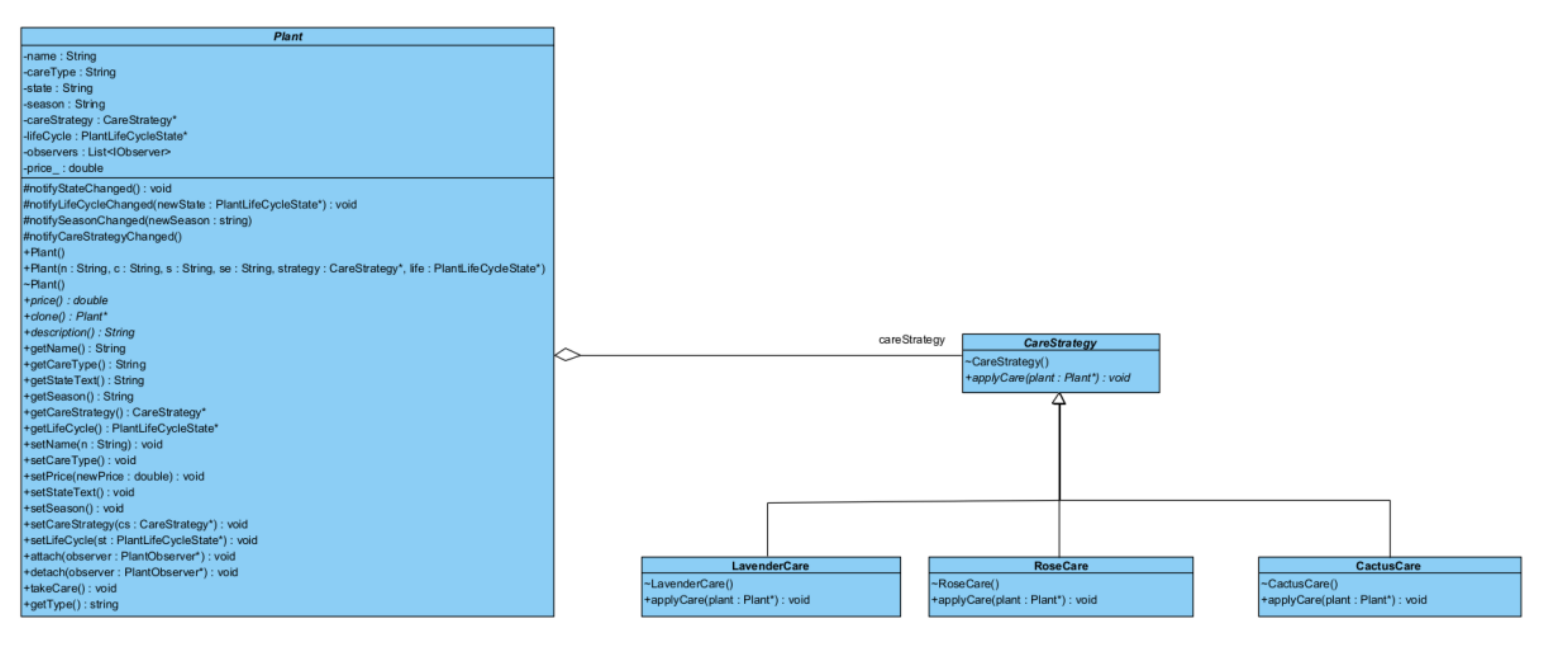 Plant
-name : String
-careType : String
-state : String
-season : String
-careStrategy : CareStrategy*
-lifeCycle : PlantLifeCycleState*
-observers : List<IObserver>
-price_ : double
#notifyStateChanged() : void
#notifyLifeCycleChanged(newState : PlantLifeCycleState*) : void
#notifySeasonChanged(newSeason : string)
#notifyCareStrategyChanged()
+Plant()
+Plant(n : String, c : String, s : String, se : String, strategy : CareStrategy*, life : PlantLifeCycleState*)
~Plant()
+price() : double
+clone() : Plant*
+description() : String
+getName() : String
+getCareType() : String
+getStateText() : String
+getSeason() : String
+getCareStrategy() : CareStrategy*
+getLifeCycle() : PlantLifeCycleState*
+setName(n : String) : void
+setCareType() : void
+setPrice(newPrice : double) : void
+setStateText() : void
+setSeason() : void
+setCareStrategy(cs : CareStrategy*) : void
+setLifeCycle(st : PlantLifeCycleState*) : void
+attach(observer : PlantObserver*) : void
+detach(observer : PlantObserver*) : void
+takeCare() : void
+getType() : string
careStrategy
CareStrategy
~CareStrategy()
+applyCare(plant : Plant*) : void
LavenderCare
~LavenderCare()
+applyCare(plant : Plant*) : void
RoseCare
~RoseCare()
+applyCare(plant : Plant*) : void
CactusCare
~CactusCare()
+applyCare(plant : Plant*) : void